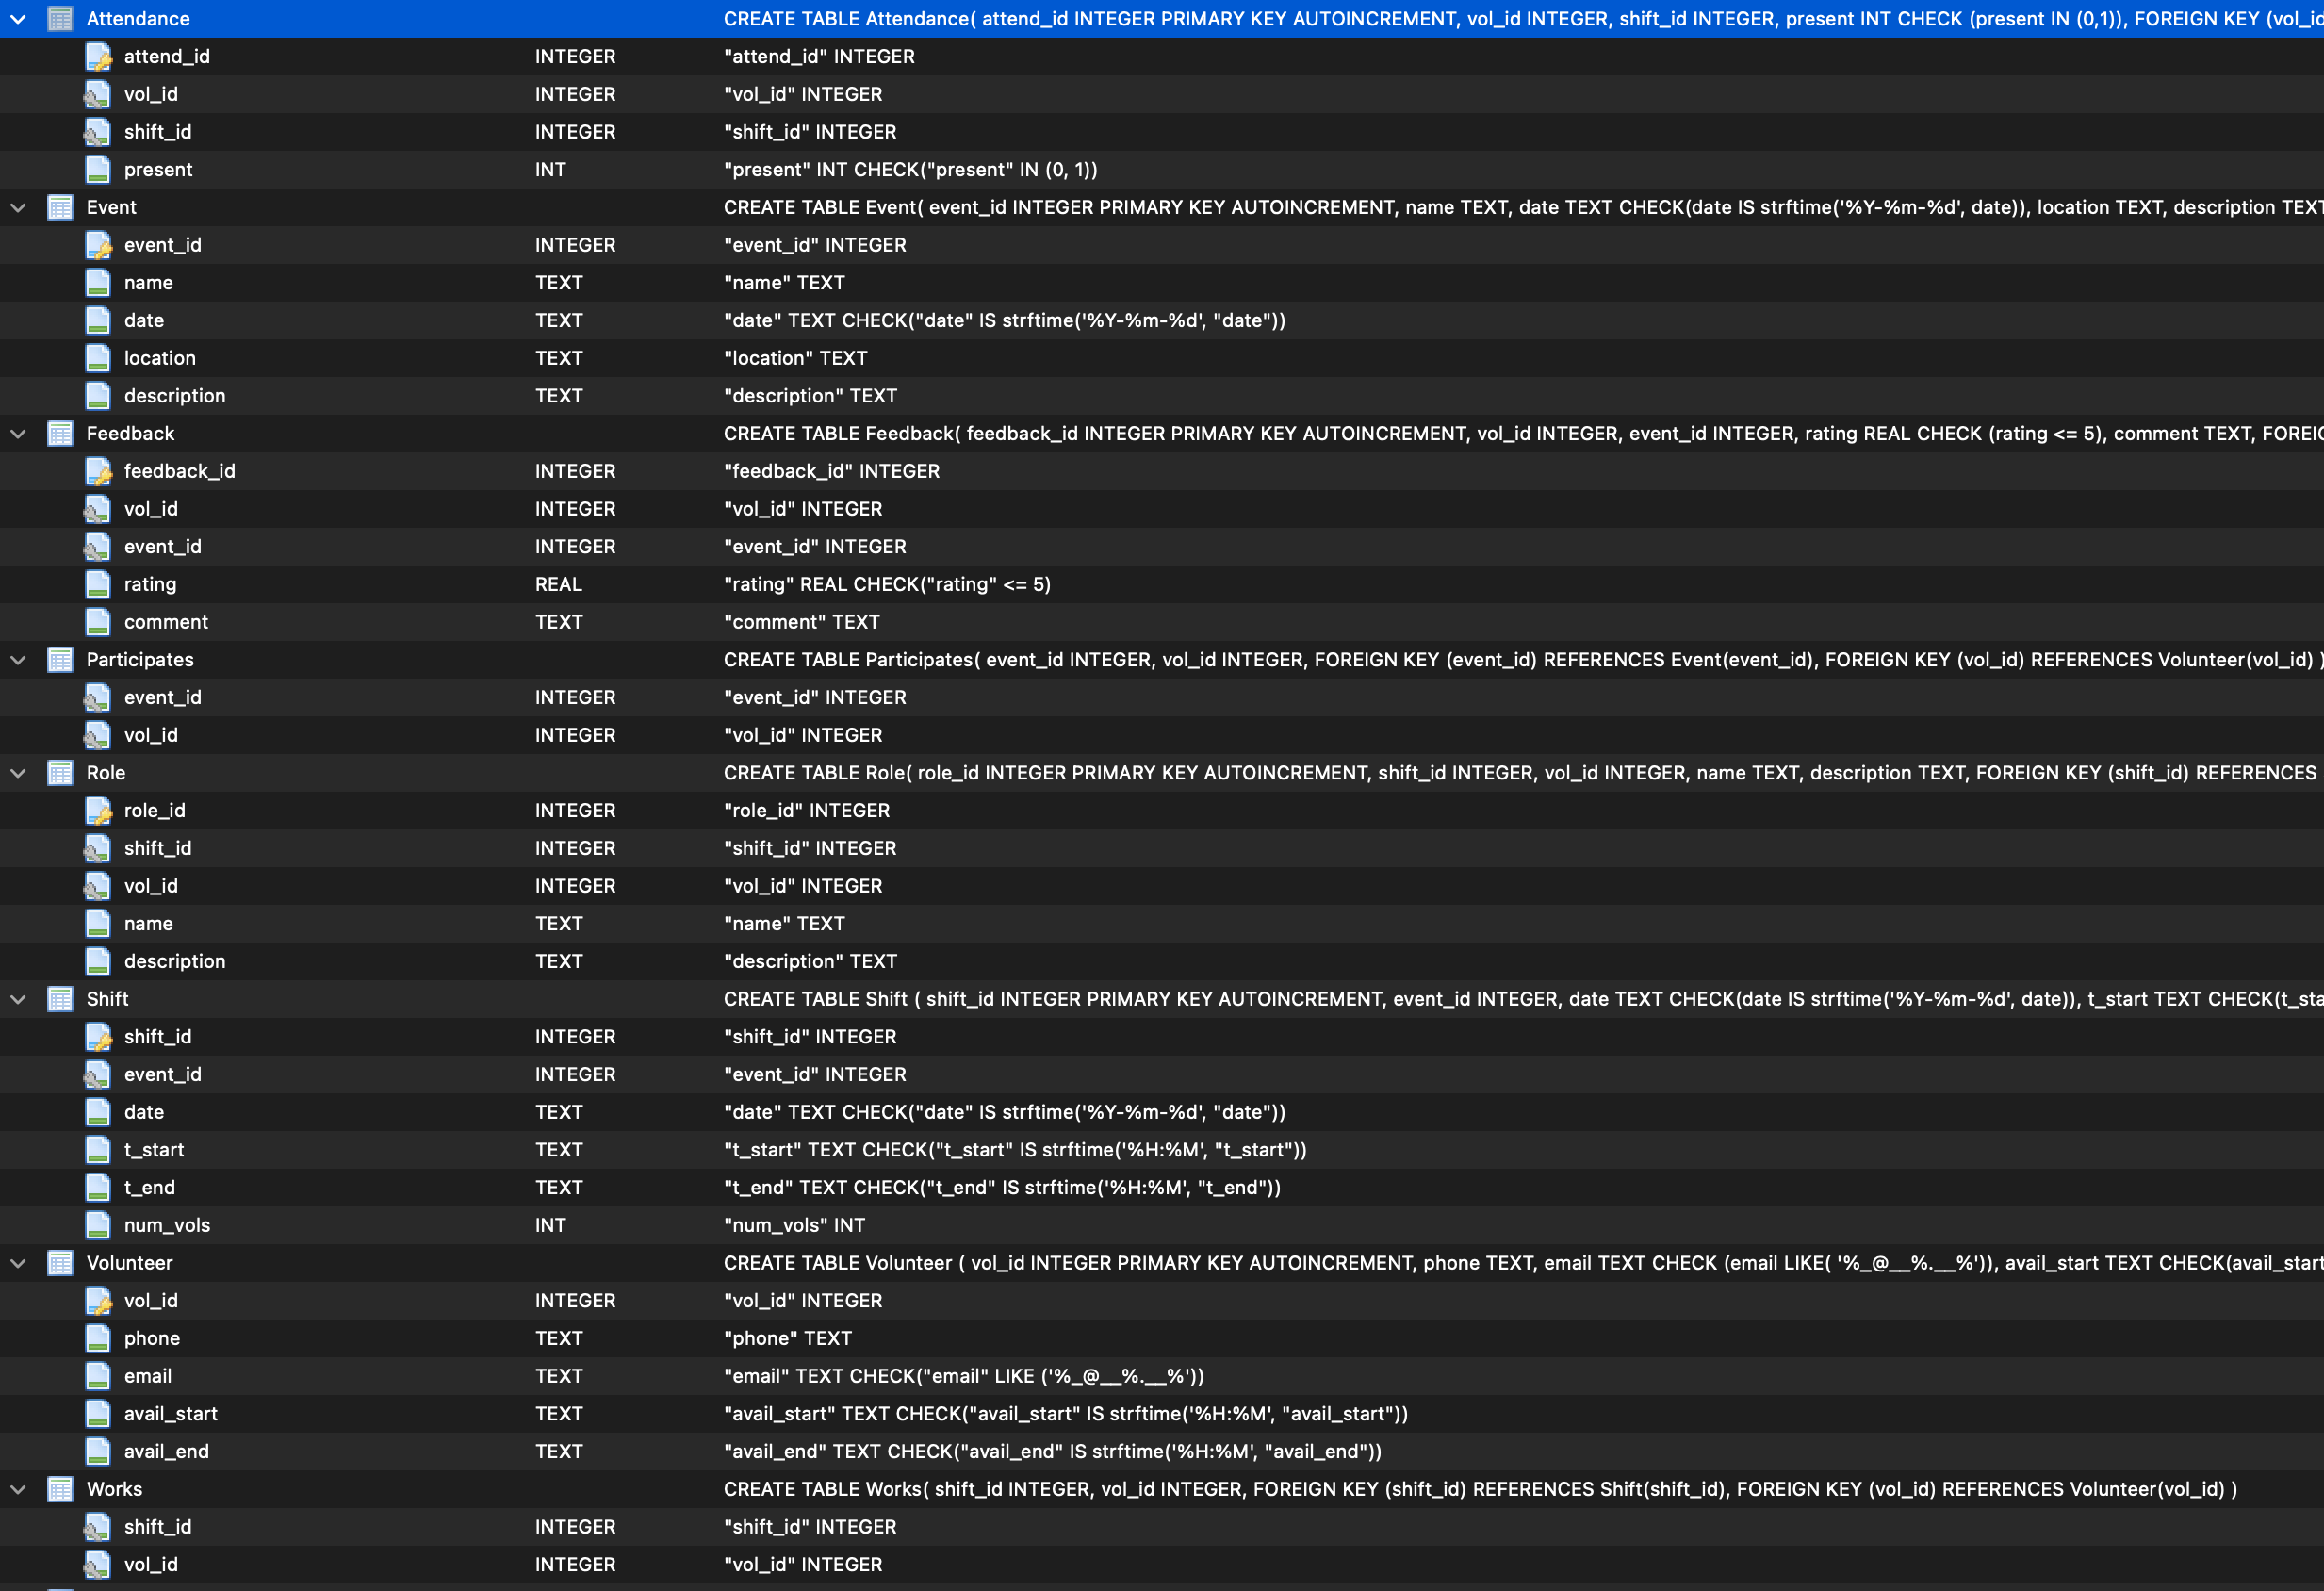 Attendance CREATE TABLE Attendance( attend_id INTEGER PRIMARY KEY AUTOINCREMENT, vol_id INTEGER, shift_id INTEGER, present INT CHECK (present IN (0,1)), FOREIGN KEY (vol_id
attend_id INTEGER "attend_id" INTEGER
vol_id INTEGER "vol_id" INTEGER
shift_id INTEGER "shift_id" INTEGER
present INT "present" INT CHECK("present" IN (0, 1))
Event CREATE TABLE Event( event_id INTEGER PRIMARY KEY AUTOINCREMENT, name TEXT, date TEXT CHECK(date IS strftime('%Y-%m-%d', date)), location TEXT, description TEXT
event_id INTEGER "event_id" INTEGER
name TEXT "name" TEXT
date TEXT "date" TEXT CHECK("date" IS strftime('%Y-%m-%d', "date"))
location TEXT "location" TEXT
description TEXT "description" TEXT
Feedback CREATE TABLE Feedback( feedback_id INTEGER PRIMARY KEY AUTOINCREMENT, vol_id INTEGER, event_id INTEGER, rating REAL CHECK (rating <= 5), comment TEXT, FOREIG
feedback_id INTEGER "feedback_id" INTEGER
vol_id INTEGER "vol_id" INTEGER
event_id INTEGER "event_id" INTEGER
rating REAL "rating" REAL CHECK("rating" <= 5)
comment TEXT "comment" TEXT
Participates CREATE TABLE Participates( event_id INTEGER, vol_id INTEGER, FOREIGN KEY (event_id) REFERENCES Event(event_id), FOREIGN KEY (vol_id) REFERENCES Volunteer(vol_id) )
event_id INTEGER "event_id" INTEGER
vol_id INTEGER "vol_id" INTEGER
Role CREATE TABLE Role( role_id INTEGER PRIMARY KEY AUTOINCREMENT, shift_id INTEGER, vol_id INTEGER, name TEXT, description TEXT, FOREIGN KEY (shift_id) REFERENCES
role_id INTEGER "role_id" INTEGER
shift_id INTEGER "shift_id" INTEGER
vol_id INTEGER "vol_id" INTEGER
name TEXT "name" TEXT
description TEXT "description" TEXT
Shift CREATE TABLE Shift ( shift_id INTEGER PRIMARY KEY AUTOINCREMENT, event_id INTEGER, date TEXT CHECK(date IS strftime('%Y-%m-%d', date)), t_start TEXT CHECK(t_sta
shift_id INTEGER "shift_id" INTEGER
event_id INTEGER "event_id" INTEGER
date TEXT "date" TEXT CHECK("date" IS strftime('%Y-%m-%d', "date"))
t_start TEXT "t_start" TEXT CHECK("t_start" IS strftime('%H:%M', "t_start"))
t_end TEXT "t_end" TEXT CHECK("t_end" IS strftime('%H:%M', "t_end"))
num_vols INT "num_vols" INT
Volunteer CREATE TABLE Volunteer ( vol_id INTEGER PRIMARY KEY AUTOINCREMENT, phone TEXT, email TEXT CHECK (email LIKE( '%_@__%.__%')), avail_start TEXT CHECK(avail_start
vol_id INTEGER "vol_id" INTEGER
phone TEXT "phone" TEXT
email TEXT "email" TEXT CHECK("email" LIKE ('%_@__%.__%'))
avail_start TEXT "avail_start" TEXT CHECK("avail_start" IS strftime('%H:%M', "avail_start"))
avail_end TEXT "avail_end" TEXT CHECK("avail_end" IS strftime('%H:%M', "avail_end"))
Works CREATE TABLE Works( shift_id INTEGER, vol_id INTEGER, FOREIGN KEY (shift_id) REFERENCES Shift(shift_id), FOREIGN KEY (vol_id) REFERENCES Volunteer(vol_id) )
shift_id INTEGER "shift_id" INTEGER
vol_id INTEGER "vol_id" INTEGER